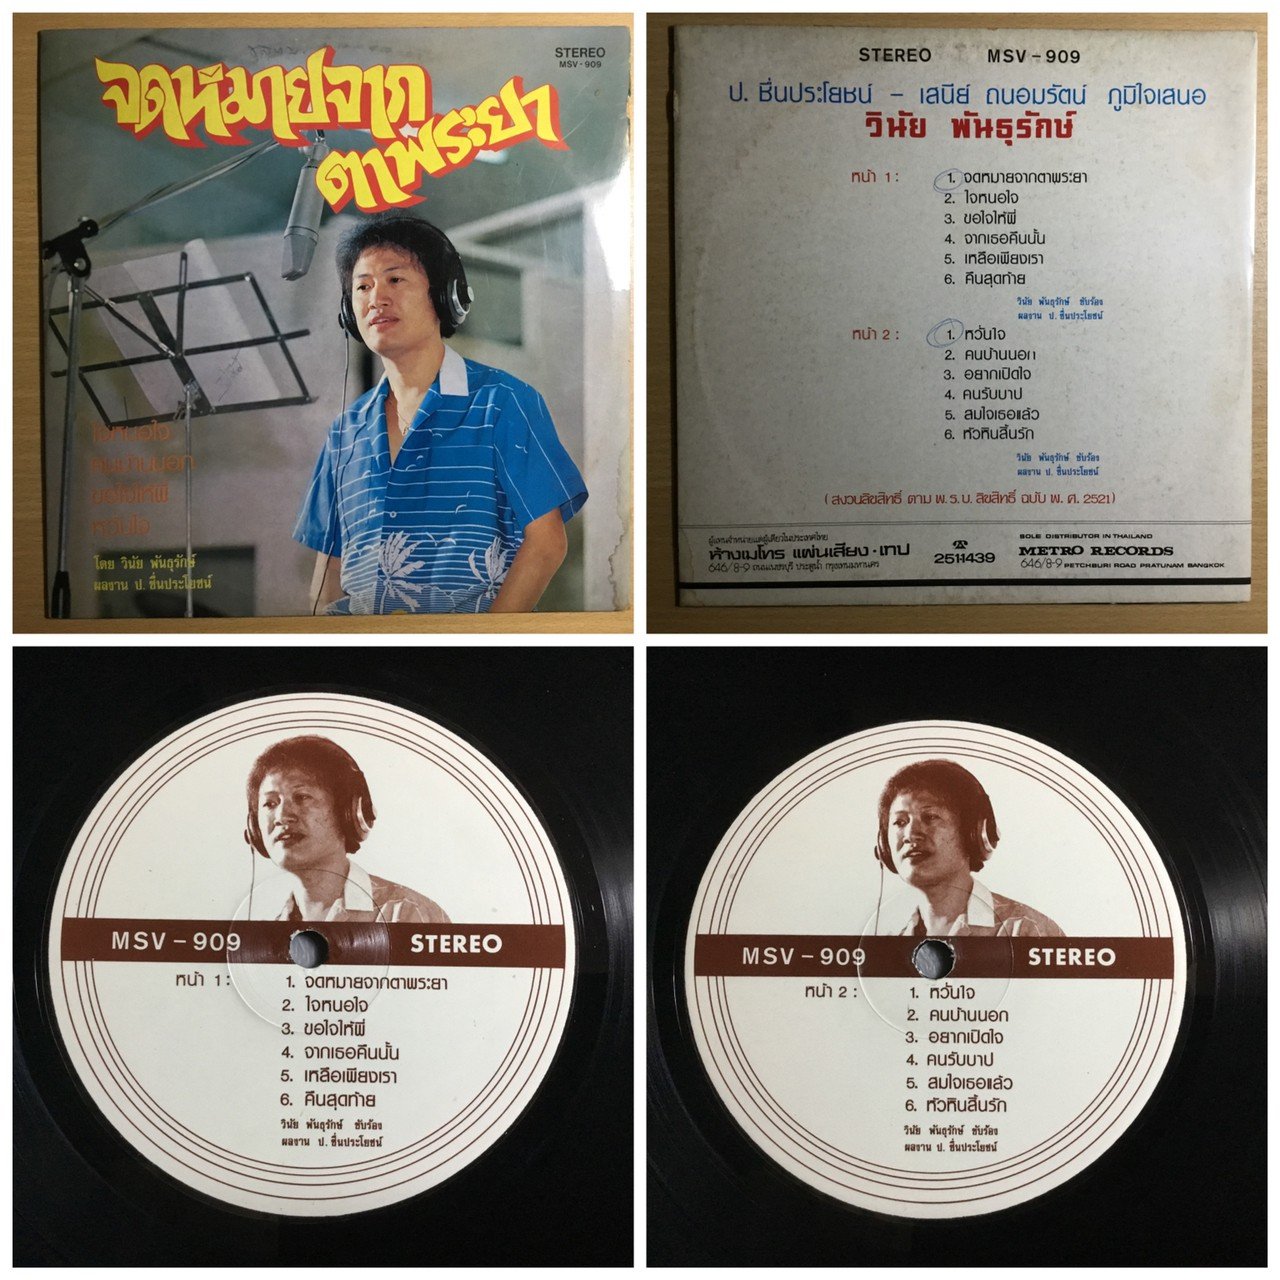 จดหมายจาก
ตาพระยา
STEREO
MSV - 909
ใจหนอใจ
คนบ้านนอก
ขอใจให้พี่
หวั่นใจ
โดย วินัย พันธุรักษ์
ผลงาน ป. ชื่นประโยชน์
STEREO MSV - 909
ป. ชื่นประโยชน์ - เสนีย์ ถนอมรัตน์ ภูมิใจเสนอ
วินัย พันธุรักษ์
หน้า 1 : 1. จดหมายจากตาพระยา
2. ใจหนอใจ
3. ขอใจให้พี่
4. จากเธอคืนนั้น
5. เหลือเพียงเรา
6. คืนสุดท้าย
วินัย พันธุรักษ์ ขับร้อง
ผลงาน ป. ชื่นประโยชน์
หน้า 2 : 1. หวั่นใจ
2. คนบ้านนอก
3. อยากเปิดใจ
4. คนรับบาป
5. สมใจเธอแล้ว
6. หัวหินสิ้นรัก
วินัย พันธุรักษ์ ขับร้อง
ผลงาน ป. ชื่นประโยชน์
( สงวนลิขสิทธิ์ ตาม พ. ร. บ. ลิขสิทธิ์ ฉบับ พ. ศ. 2521 )
ผู้แทนจำหน่ายแต่ผู้เดียวในประเทศไทย
ห้างเมโทร แผ่นเสียง · เทป
646/8-9 ถนนเพชรบุรี ประตูน้ำ กรุงเทพมหานคร
☎
2511439
SOLE DISTRIBUTOR IN THAILAND
METRO RECORDS
646/8-9 PETCHBURI ROAD PRATUNAM BANGKOK
MSV - 909 STEREO
หน้า 1 : 1. จดหมายจากตาพระยา
2. ใจหนอใจ
3. ขอใจให้พี่
4. จากเธอคืนนั้น
5. เหลือเพียงเรา
6. คืนสุดท้าย
วินัย พันธุรักษ์ ขับร้อง
ผลงาน ป. ชื่นประโยชน์
MSV - 909 STEREO
หน้า 2 : 1. หวั่นใจ
2. คนบ้านนอก
3. อยากเปิดใจ
4. คนรับบาป
5. สมใจเธอแล้ว
6. หัวหินสิ้นรัก
วินัย พันธุรักษ์ ขับร้อง
ผลงาน ป. ชื่นประโยชน์